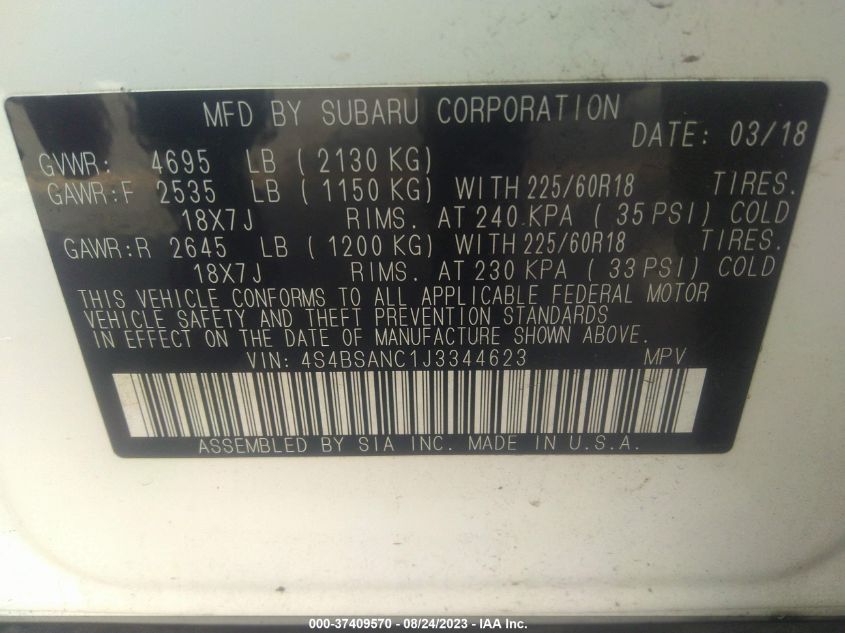 MFD BY SUBARU CORPORATION
DATE: 03/18
GVWR: 4695 LB ( 2130 KG)
GAWR:F 2535 LB ( 1150 KG) WITH 225/60R18 TIRES.
18X7J RIMS. AT 240 KPA ( 35 PSI) COLD
GAWR:R 2645 LB ( 1200 KG) WITH 225/60R18 TIRES.
18X7J RIMS. AT 230 KPA ( 33 PSI) COLD
THIS VEHICLE CONFORMS TO ALL APPLICABLE FEDERAL MOTOR
VEHICLE SAFETY AND THEFT PREVENTION STANDARDS
IN EFFECT ON THE DATE OF MANUFACTURE SHOWN ABOVE.
VIN: 4S4BSANC1J3344623 MPV
ASSEMBLED BY SIA INC. MADE IN U.S.A.
000-37409570 - 08/24/2023 - IAA Inc.